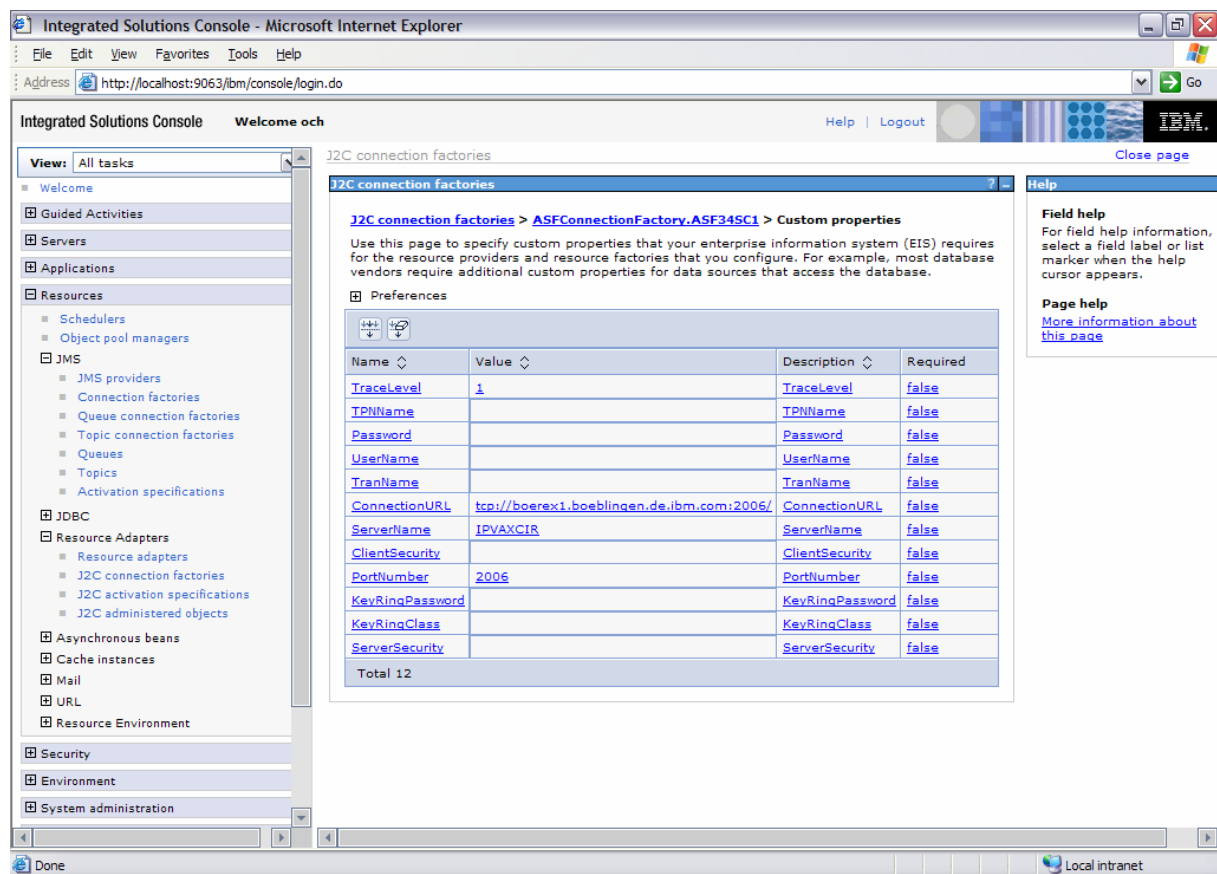 Integrated Solutions Console - Microsoft Internet Explorer
File Edit View Favorites Tools Help
Address http://localhost:9063/ibm/console/login.do Go
Integrated Solutions Console Welcome och Help | Logout IBM.
View: All tasks
Welcome
Guided Activities
Servers
Applications
Resources
Schedulers
Object pool managers
JMS
JMS providers
Connection factories
Queue connection factories
Topic connection factories
Queues
Topics
Activation specifications
JDBC
Resource Adapters
Resource adapters
J2C connection factories
J2C activation specifications
J2C administered objects
Asynchronous beans
Cache instances
Mail
URL
Resource Environment
Security
Environment
System administration
J2C connection factories Close page
J2C connection factories ? -
J2C connection factories > ASFConnectionFactory.ASF34SC1 > Custom properties
Use this page to specify custom properties that your enterprise information system (EIS) requires
for the resource providers and resource factories that you configure. For example, most database
vendors require additional custom properties for data sources that access the database.
Preferences
Name Value Description Required
TraceLevel 1 TraceLevel false
TPNName TPNName false
Password Password false
UserName UserName false
TranName TranName false
ConnectionURL tcp://boerex1.boeblingen.de.ibm.com:2006/ ConnectionURL false
ServerName IPVAXCIR ServerName false
ClientSecurity ClientSecurity false
PortNumber 2006 PortNumber false
KeyRingPassword KeyRingPassword false
KeyRingClass KeyRingClass false
ServerSecurity ServerSecurity false
Total 12
Help
Field help
For field help information,
select a field label or list
marker when the help
cursor appears.
Page help
More information about
this page
Done Local intranet